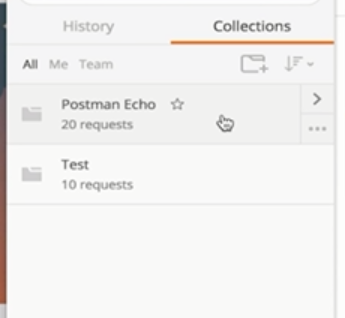 History Collections
All Me Team
Postman Echo
20 requests
Test
10 requests